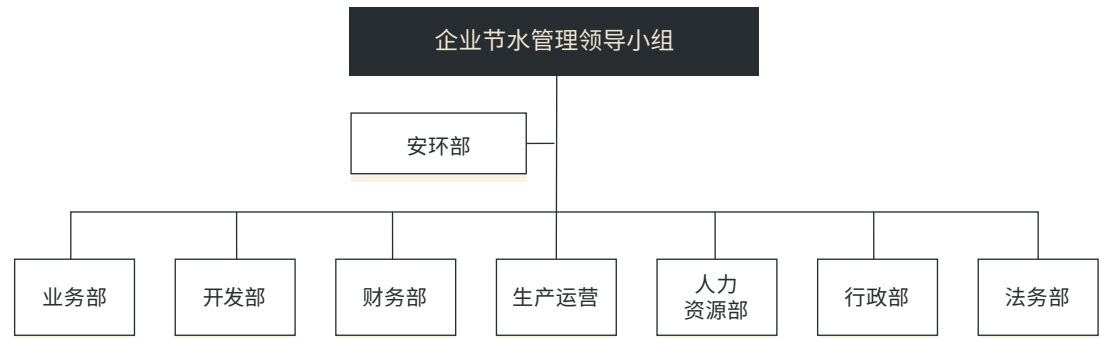 企业节水管理领导小组
安环部
业务部
开发部
财务部
生产运营
人力
资源部
行政部
法务部